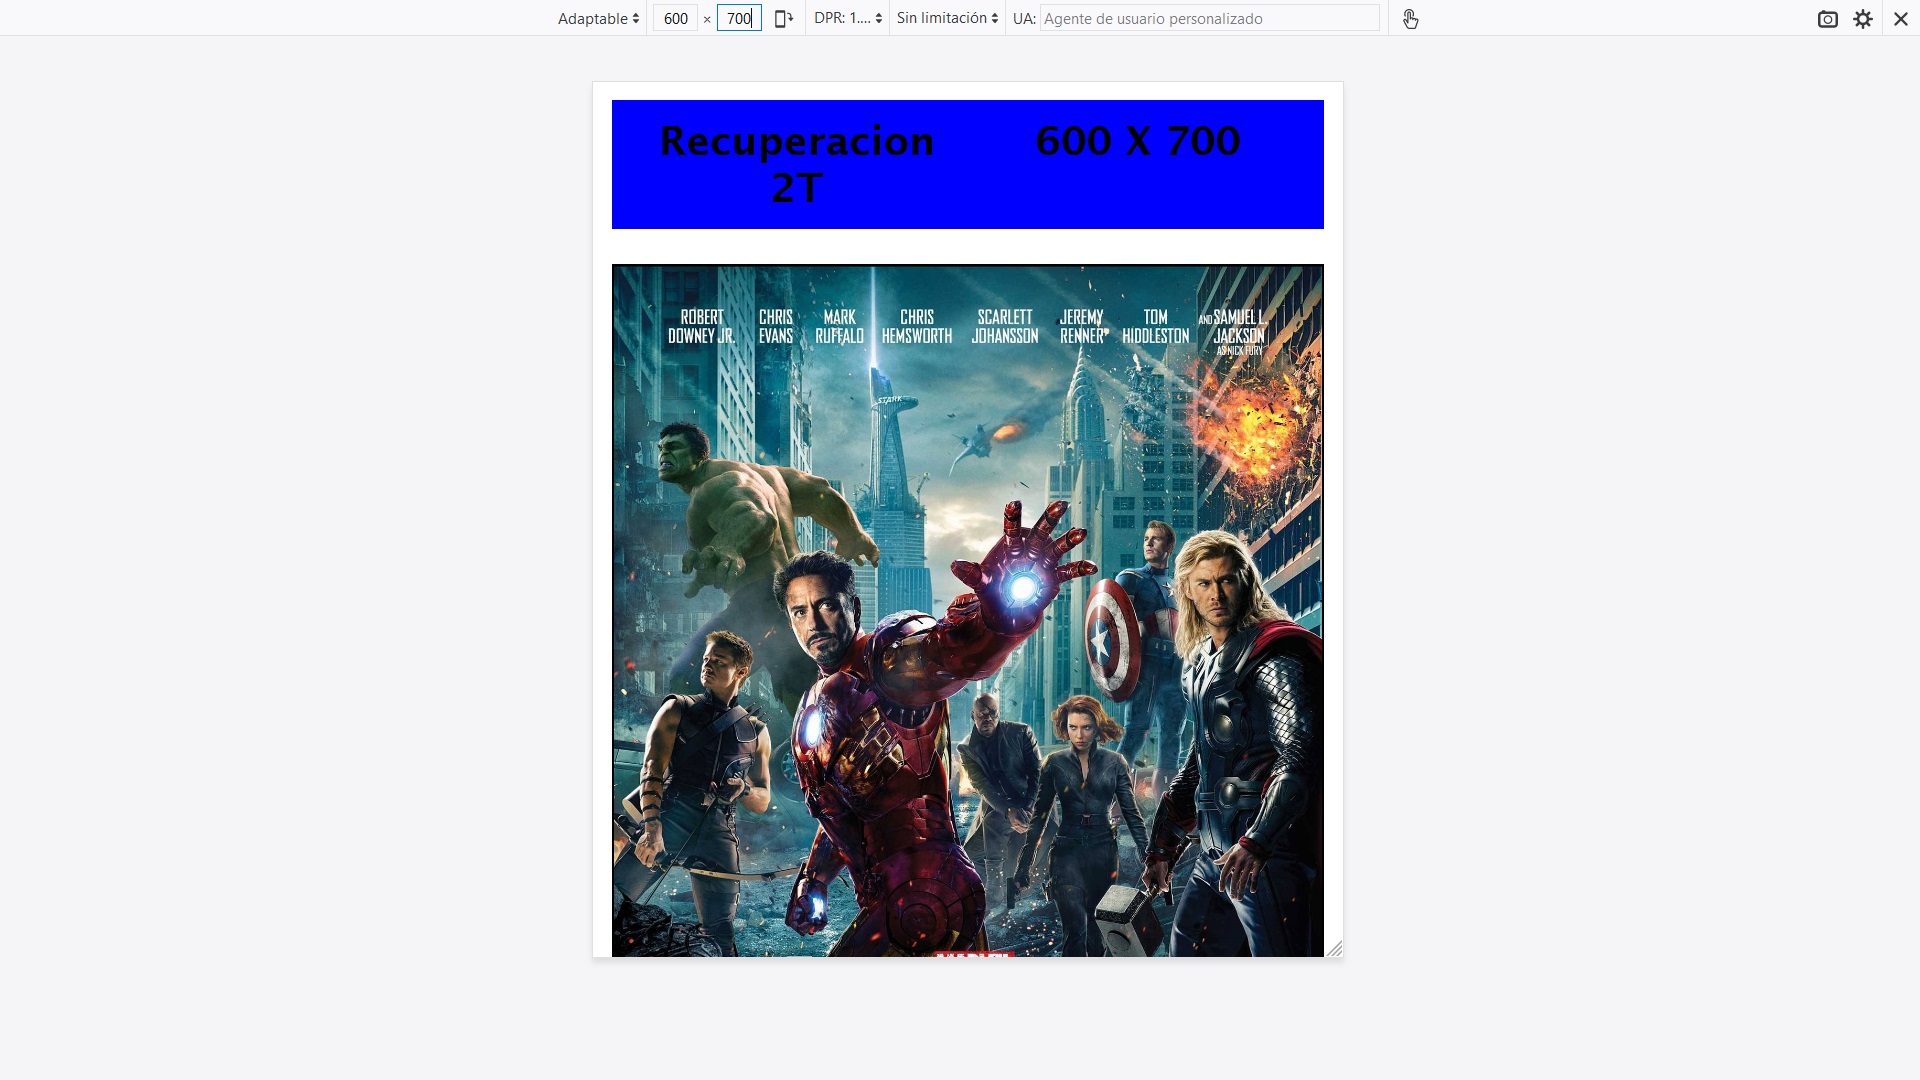 Adaptable 600 × 700 DPR: 1.... Sin limitación UA: Agente de usuario personalizado
Recuperacion 600 X 700
2T
ROBERT DOWNEY JR.
CHRIS EVANS
MARK RUFFALO
CHRIS HEMSWORTH
SCARLETT JOHANSSON
JEREMY RENNER
TOM HIDDLESTON
AND SAMUEL L. JACKSON
AS NICK FURY
STARK